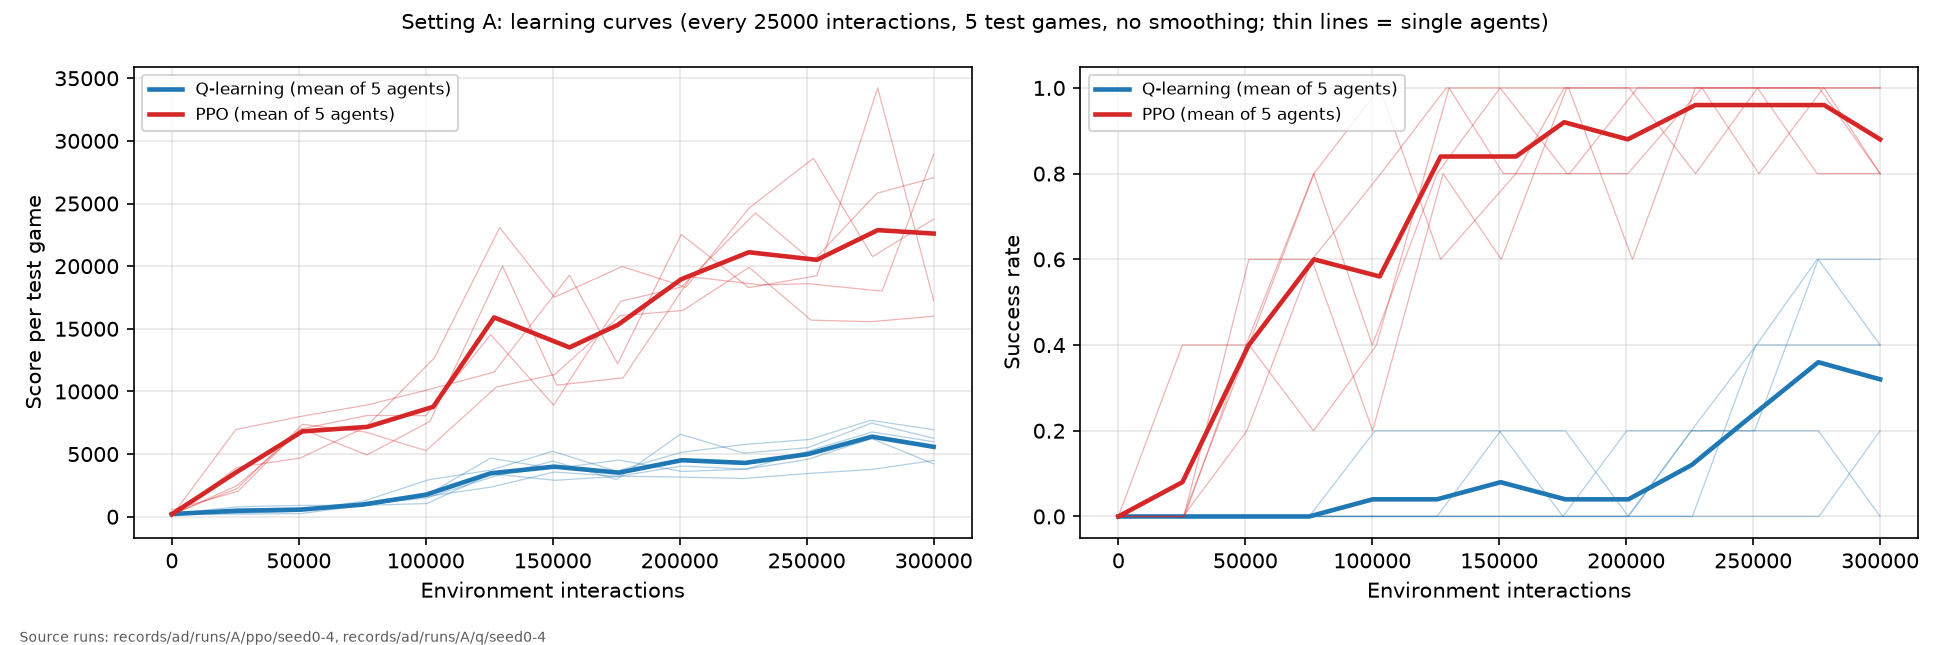 Setting A: learning curves (every 25000 interactions, 5 test games, no smoothing; thin lines = single agents)
Q-learning (mean of 5 agents)
PPO (mean of 5 agents)
35000
30000
25000
20000
15000
10000
5000
0
Score per test game
0
50000
100000
150000
200000
250000
300000
Environment interactions
Q-learning (mean of 5 agents)
PPO (mean of 5 agents)
1.0
0.8
0.6
0.4
0.2
0.0
Success rate
0
50000
100000
150000
200000
250000
300000
Environment interactions
Source runs: records/ad/runs/A/ppo/seed0-4, records/ad/runs/A/q/seed0-4